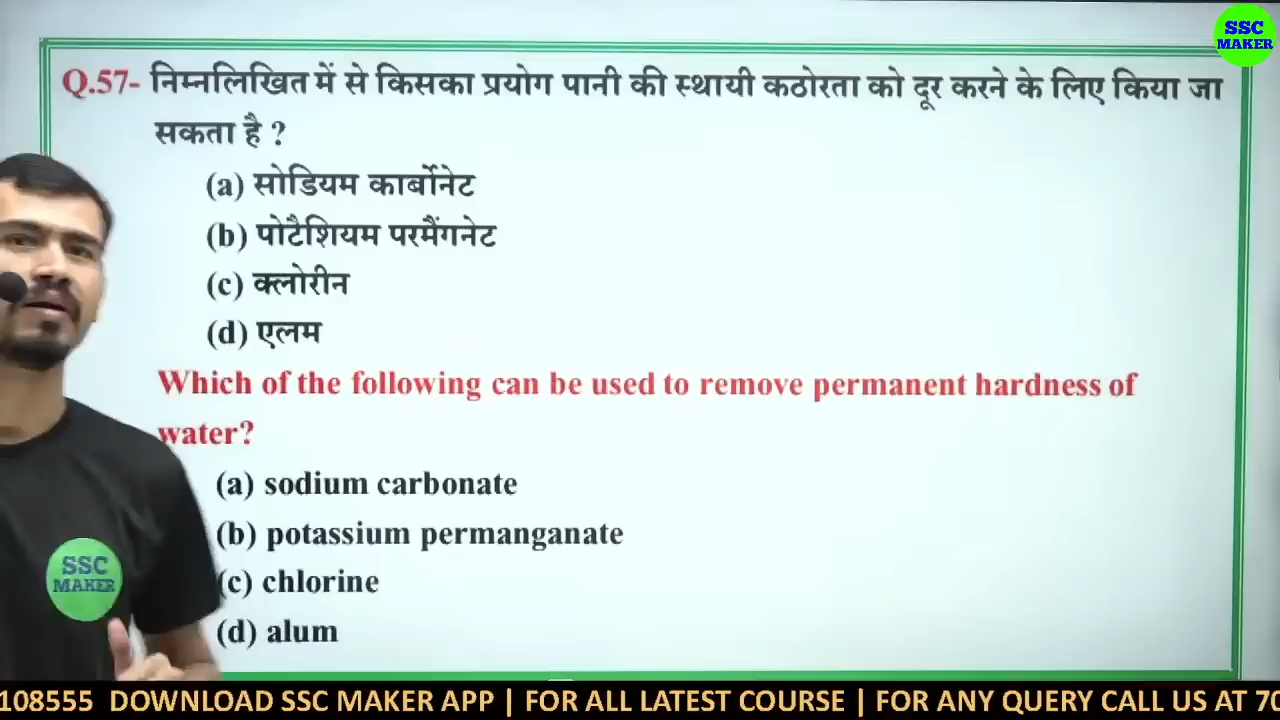 SSC
MAKER
Q.57- निम्नलिखित में से किसका प्रयोग पानी की स्थायी कठोरता को दूर करने के लिए किया जा
सकता है ?
(a) सोडियम कार्बोनेट
(b) पोटैशियम परमैंगनेट
(c) क्लोरीन
(d) एलम
Which of the following can be used to remove permanent hardness of
water?
(a) sodium carbonate
(b) potassium permanganate
(c) chlorine
(d) alum
SSC
MAKER
108555 DOWNLOAD SSC MAKER APP | FOR ALL LATEST COURSE | FOR ANY QUERY CALL US AT 70